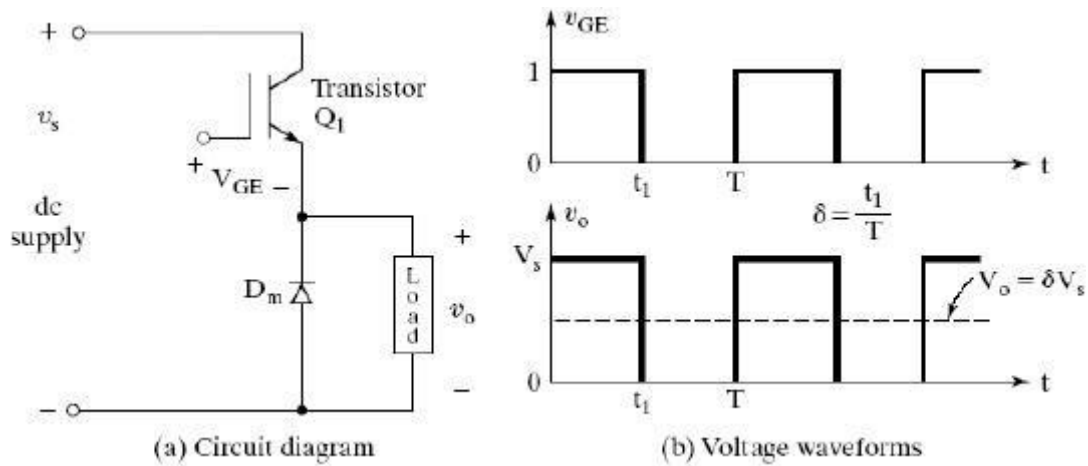 +
v_s
dc
supply
−
Transistor
Q_1
+
V_GE −
D_m
Load
+
v_o
−
(a) Circuit diagram
v_GE
1
0
t_1
T
t
δ = t_1/T
v_o
V_s
V_o = δV_s
0
t_1
T
t
(b) Voltage waveforms